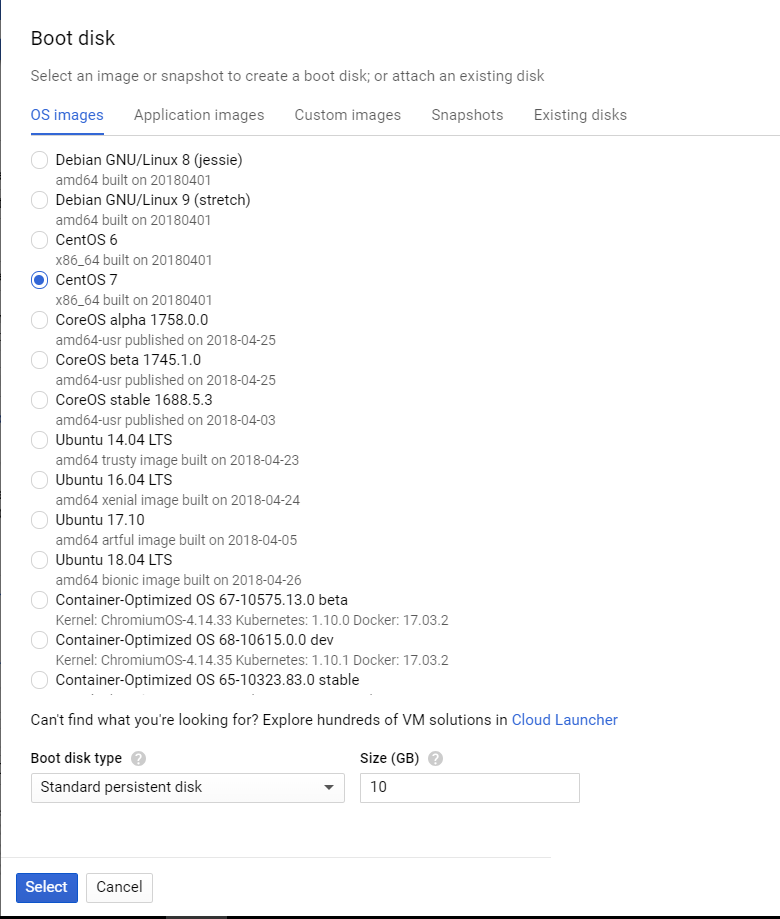 Boot disk
Select an image or snapshot to create a boot disk; or attach an existing disk
OS images Application images Custom images Snapshots Existing disks
Debian GNU/Linux 8 (jessie)
amd64 built on 20180401
Debian GNU/Linux 9 (stretch)
amd64 built on 20180401
CentOS 6
x86_64 built on 20180401
CentOS 7
x86_64 built on 20180401
CoreOS alpha 1758.0.0
amd64-usr published on 2018-04-25
CoreOS beta 1745.1.0
amd64-usr published on 2018-04-25
CoreOS stable 1688.5.3
amd64-usr published on 2018-04-03
Ubuntu 14.04 LTS
amd64 trusty image built on 2018-04-23
Ubuntu 16.04 LTS
amd64 xenial image built on 2018-04-24
Ubuntu 17.10
amd64 artful image built on 2018-04-05
Ubuntu 18.04 LTS
amd64 bionic image built on 2018-04-26
Container-Optimized OS 67-10575.13.0 beta
Kernel: ChromiumOS-4.14.33 Kubernetes: 1.10.0 Docker: 17.03.2
Container-Optimized OS 68-10615.0.0 dev
Kernel: ChromiumOS-4.14.35 Kubernetes: 1.10.1 Docker: 17.03.2
Container-Optimized OS 65-10323.83.0 stable
Can't find what you're looking for? Explore hundreds of VM solutions in Cloud Launcher
Boot disk type ? Size (GB) ?
Standard persistent disk 10
Select Cancel